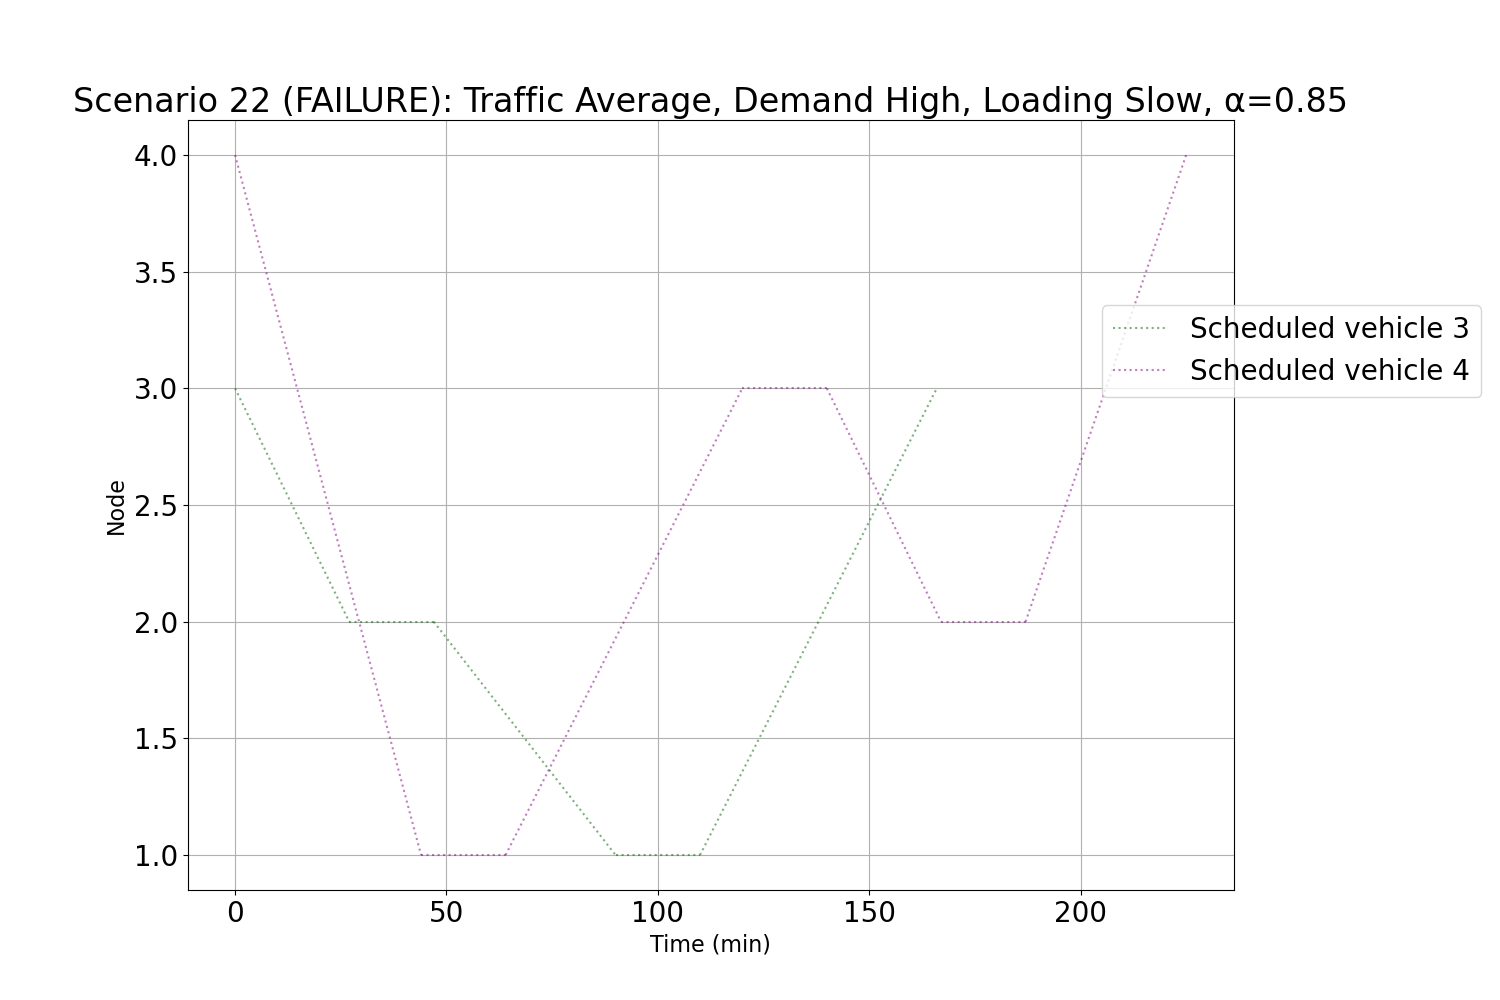 Scenario 22 (FAILURE): Traffic Average, Demand High, Loading Slow, α=0.85
4.0
3.5
3.0
2.5
2.0
1.5
1.0
Node
Scheduled vehicle 3
Scheduled vehicle 4
0 50 100 150 200
Time (min)